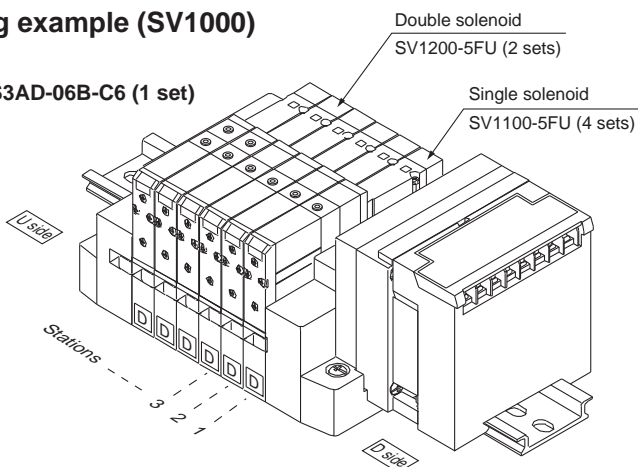 g example (SV1000)
Double solenoid
SV1200-5FU (2 sets)
63AD-06B-C6 (1 set)
Single solenoid
SV1100-5FU (4 sets)
U side
D D D D D D
Stations
3
2
1
D side